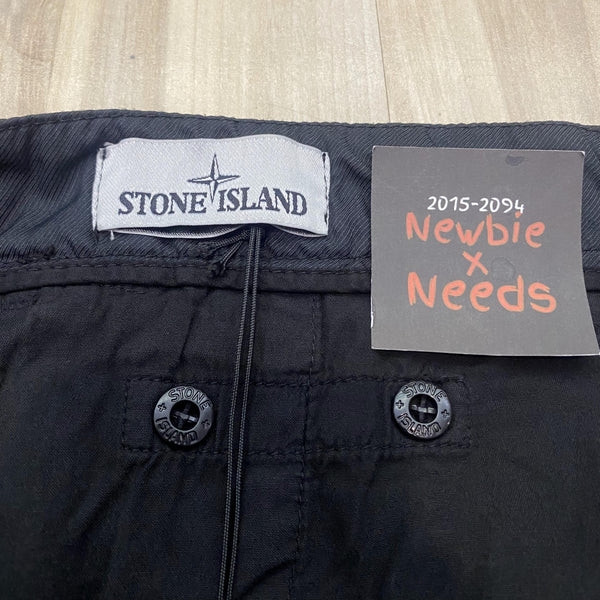 STONE ISLAND
2015-2094
Newbie
x
Needs
STONE
ISLAND
STONE
ISLAND